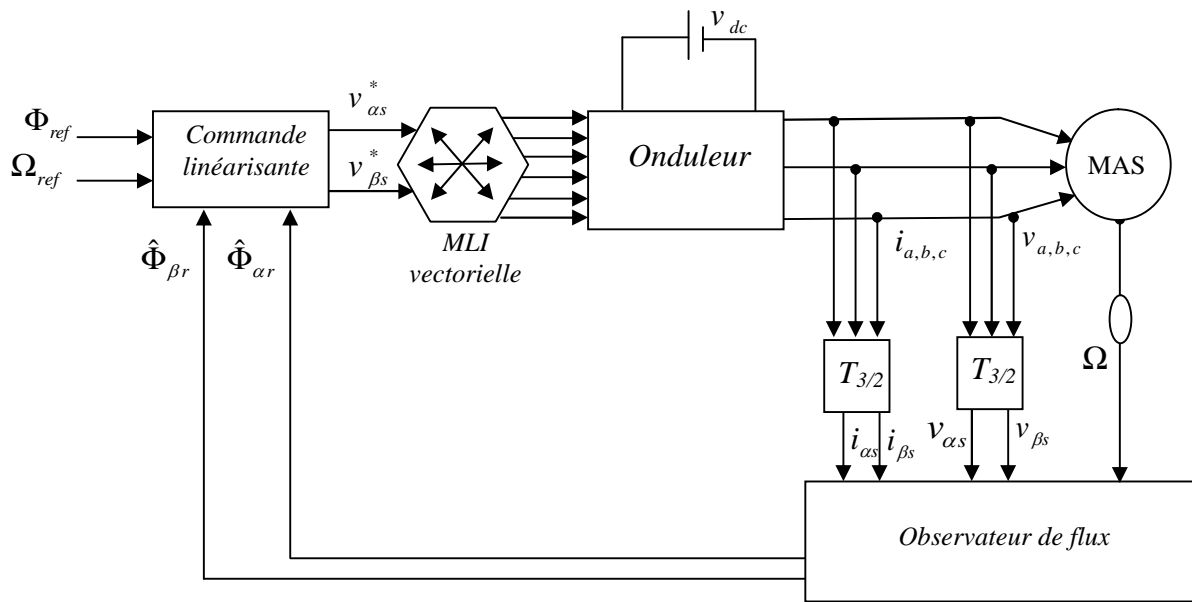 v_dc
Φ_ref
Ω_ref
Commande
linéarisante
v*_αs
v*_βs
MLI
vectorielle
Onduleur
MAS
i_a,b,c
v_a,b,c
Φ̂_βr
Φ̂_αr
T_3/2
T_3/2
Ω
i_αs
i_βs
v_αs
v_βs
Observateur de flux